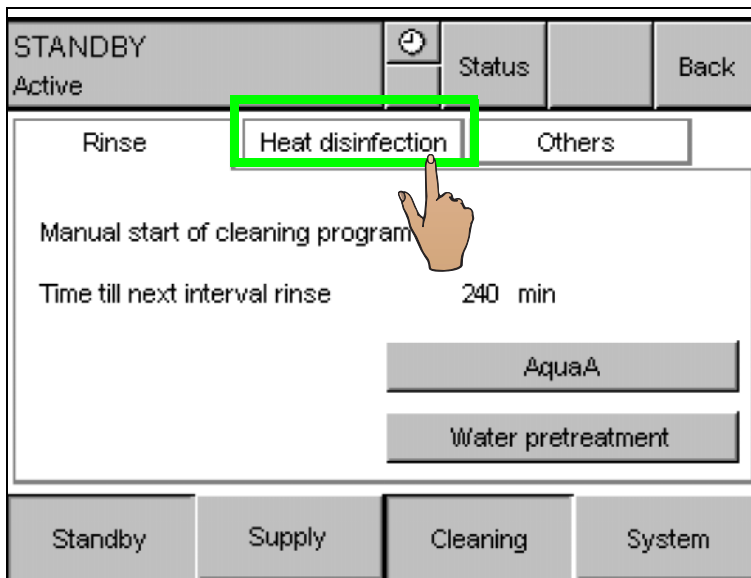 STANDBY
Active
Status
Back
Rinse
Heat disinfection
Others
Manual start of cleaning program
Time till next interval rinse 240 min
AquaA
Water pretreatment
Standby
Supply
Cleaning
System